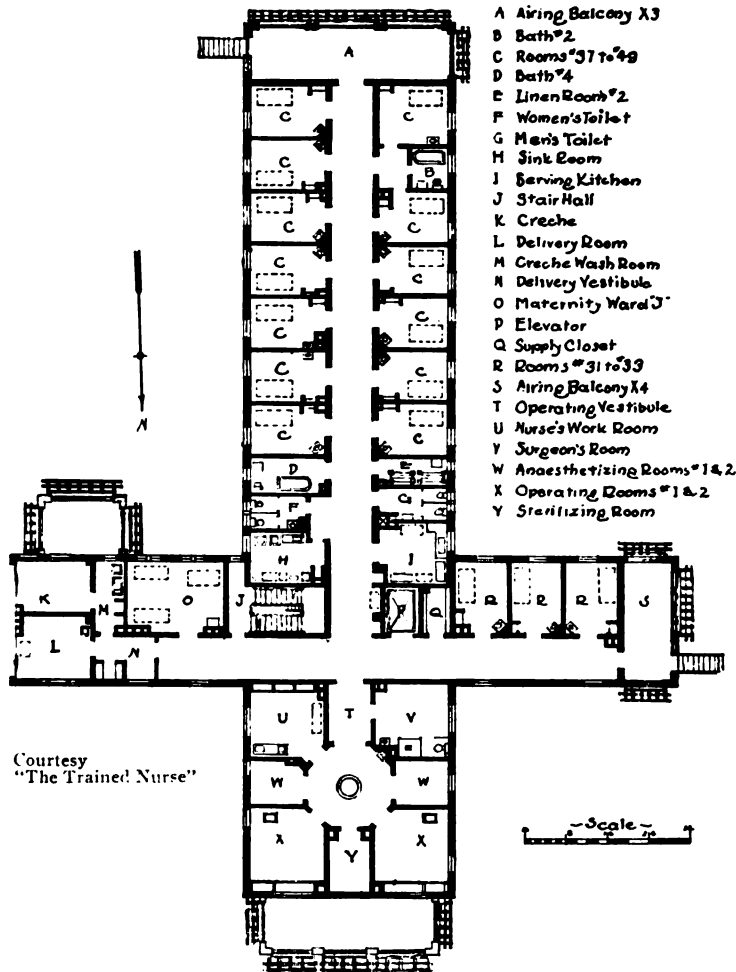 A Airing Balcony X3
B Bath #2
C Rooms #37 to #49
D Bath #4
E Linen Room #2
F Women's Toilet
G Men's Toilet
H Sink Room
I Serving Kitchen
J Stair Hall
K Creche
L Delivery Room
M Creche Wash Room
N Delivery Vestibule
O Maternity Ward "J"
P Elevator
Q Supply Closet
R Rooms #31 to #33
S Airing Balcony X4
T Operating Vestibule
U Nurse's Work Room
V Surgeon's Room
W Anaesthetizing Rooms #1 & 2
X Operating Rooms #1 & 2
Y Sterilizing Room
A
C C
C B
C C
C C
C C
C C
C C
D E
F G
H I
N
K M O J P Q R R R S
L N
U T V
W W
X Y X
Courtesy
"The Trained Nurse"
Scale